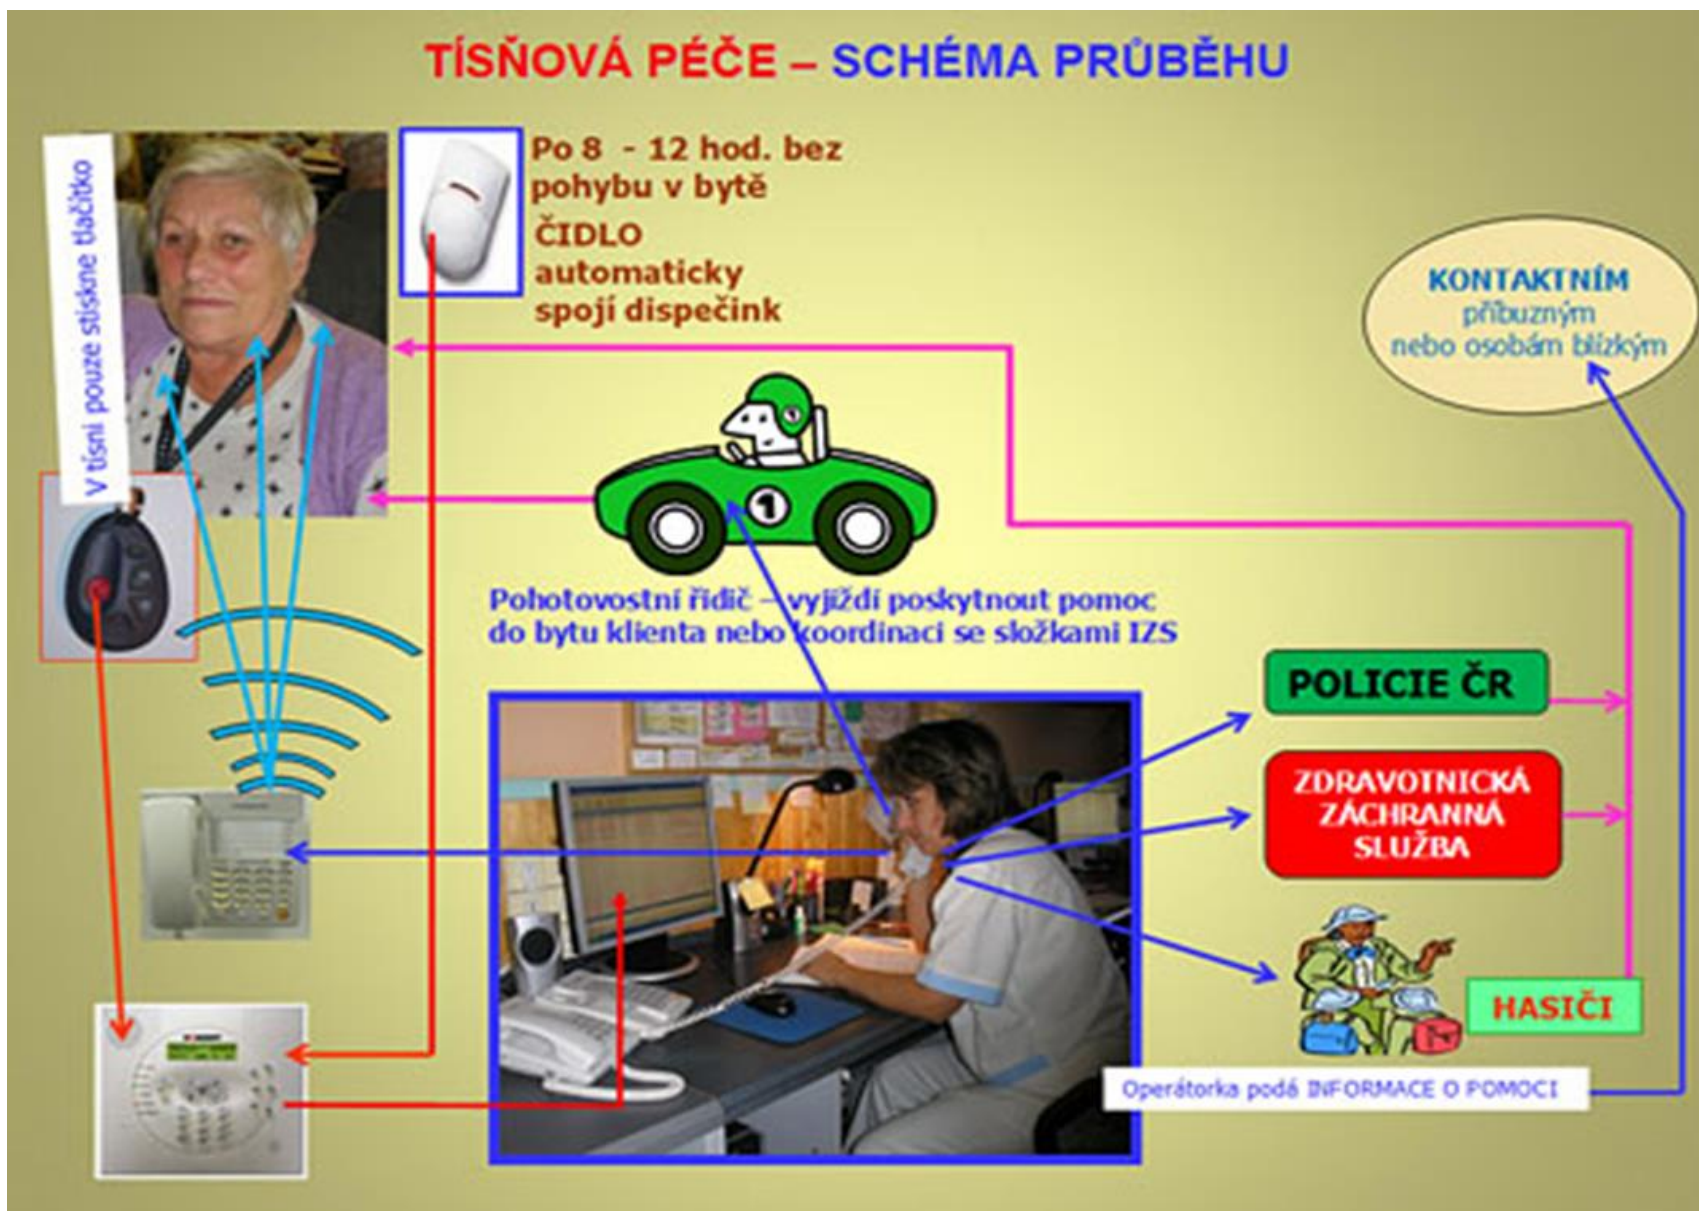 TÍSŇOVÁ PÉČE – SCHÉMA PRŮBĚHU
V tísni pouze stiskne tlačítko
Po 8 - 12 hod. bez
pohybu v bytě
ČIDLO
automaticky
spojí dispečink
KONTAKTNÍM
příbuzným
nebo osobám blízkým
1
1
Pohotovostní řidič – vyjíždí poskytnout pomoc
do bytu klienta nebo koordinaci se složkami IZS
POLICIE ČR
ZDRAVOTNICKÁ
ZÁCHRANNÁ
SLUŽBA
HASIČI
Operátorka podá INFORMACE O POMOCI